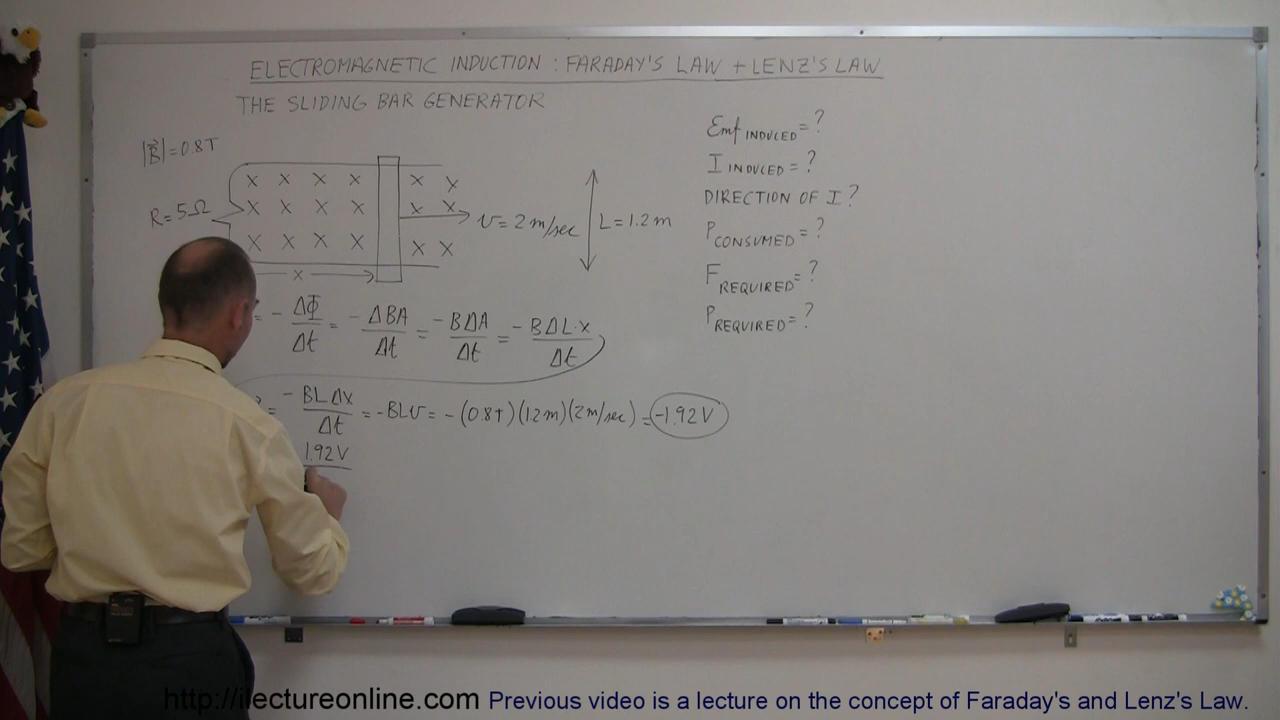 ELECTROMAGNETIC INDUCTION : FARADAY'S LAW + LENZ'S LAW
THE SLIDING BAR GENERATOR
|B⃗| = 0.8T
x x x x x x
R = 5Ω x x x x x x v = 2 m/sec L = 1.2 m
x x x x x x
x
Emf INDUCED = ?
I INDUCED = ?
DIRECTION OF I ?
P CONSUMED = ?
F REQUIRED = ?
P REQUIRED = ?
= - ΔΦ/Δt = - ΔBA/Δt = - BΔA/Δt = - BΔL·x/Δt
= - BLΔx/Δt = -BLv = - (0.8T)(1.2m)(2m/sec) = -1.92V
1.92V
http://ilectureonline.com Previous video is a lecture on the concept of Faraday's and Lenz's Law.